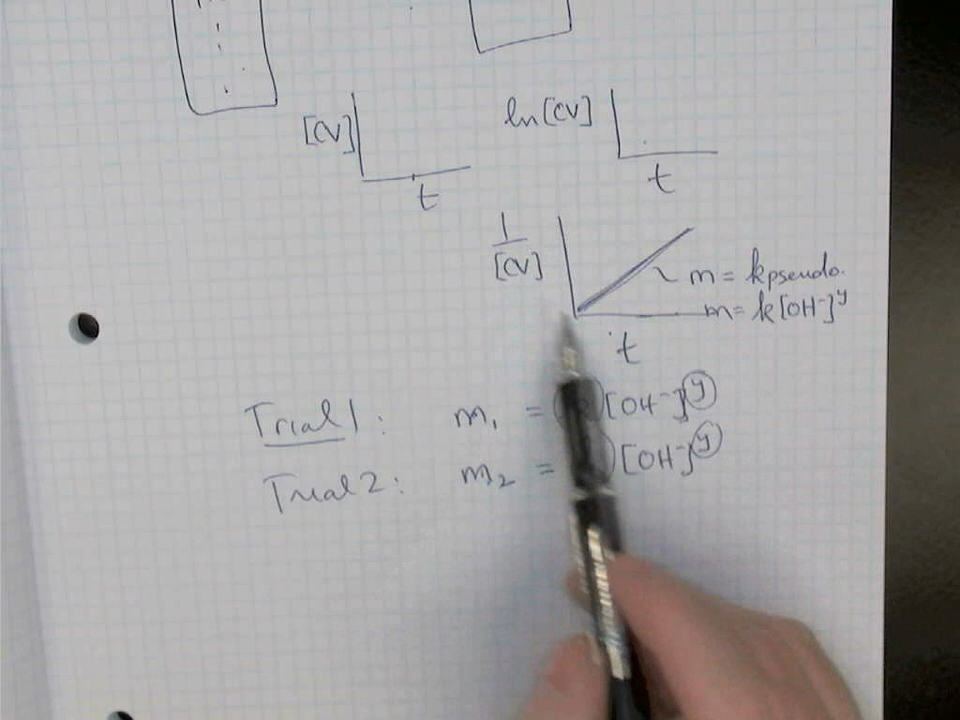 [CV] t
ln[CV] t
1/[CV] t
m = kpseudo.
m = k[OH⁻]^y
Trial 1: m₁ = [OH⁻]^y
Trial 2: m₂ = [OH⁻]^y